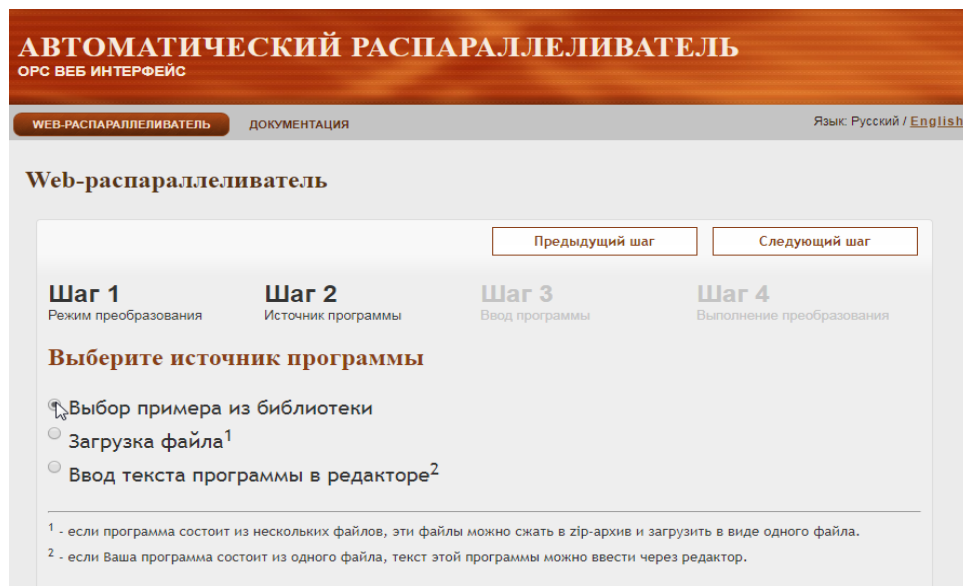 АВТОМАТИЧЕСКИЙ РАСПАРАЛЛЕЛИВАТЕЛЬ
ОРС ВЕБ ИНТЕРФЕЙС
WEB-РАСПАРАЛЛЕЛИВАТЕЛЬ ДОКУМЕНТАЦИЯ Язык: Русский / English
Web-распараллеливатель
Предыдущий шаг Следующий шаг
Шаг 1 Шаг 2 Шаг 3 Шаг 4
Режим преобразования Источник программы Ввод программы Выполнение преобразования
Выберите источник программы
Выбор примера из библиотеки
Загрузка файла¹
Ввод текста программы в редакторе²
¹ - если программа состоит из нескольких файлов, эти файлы можно сжать в zip-архив и загрузить в виде одного файла.
² - если Ваша программа состоит из одного файла, текст этой программы можно ввести через редактор.